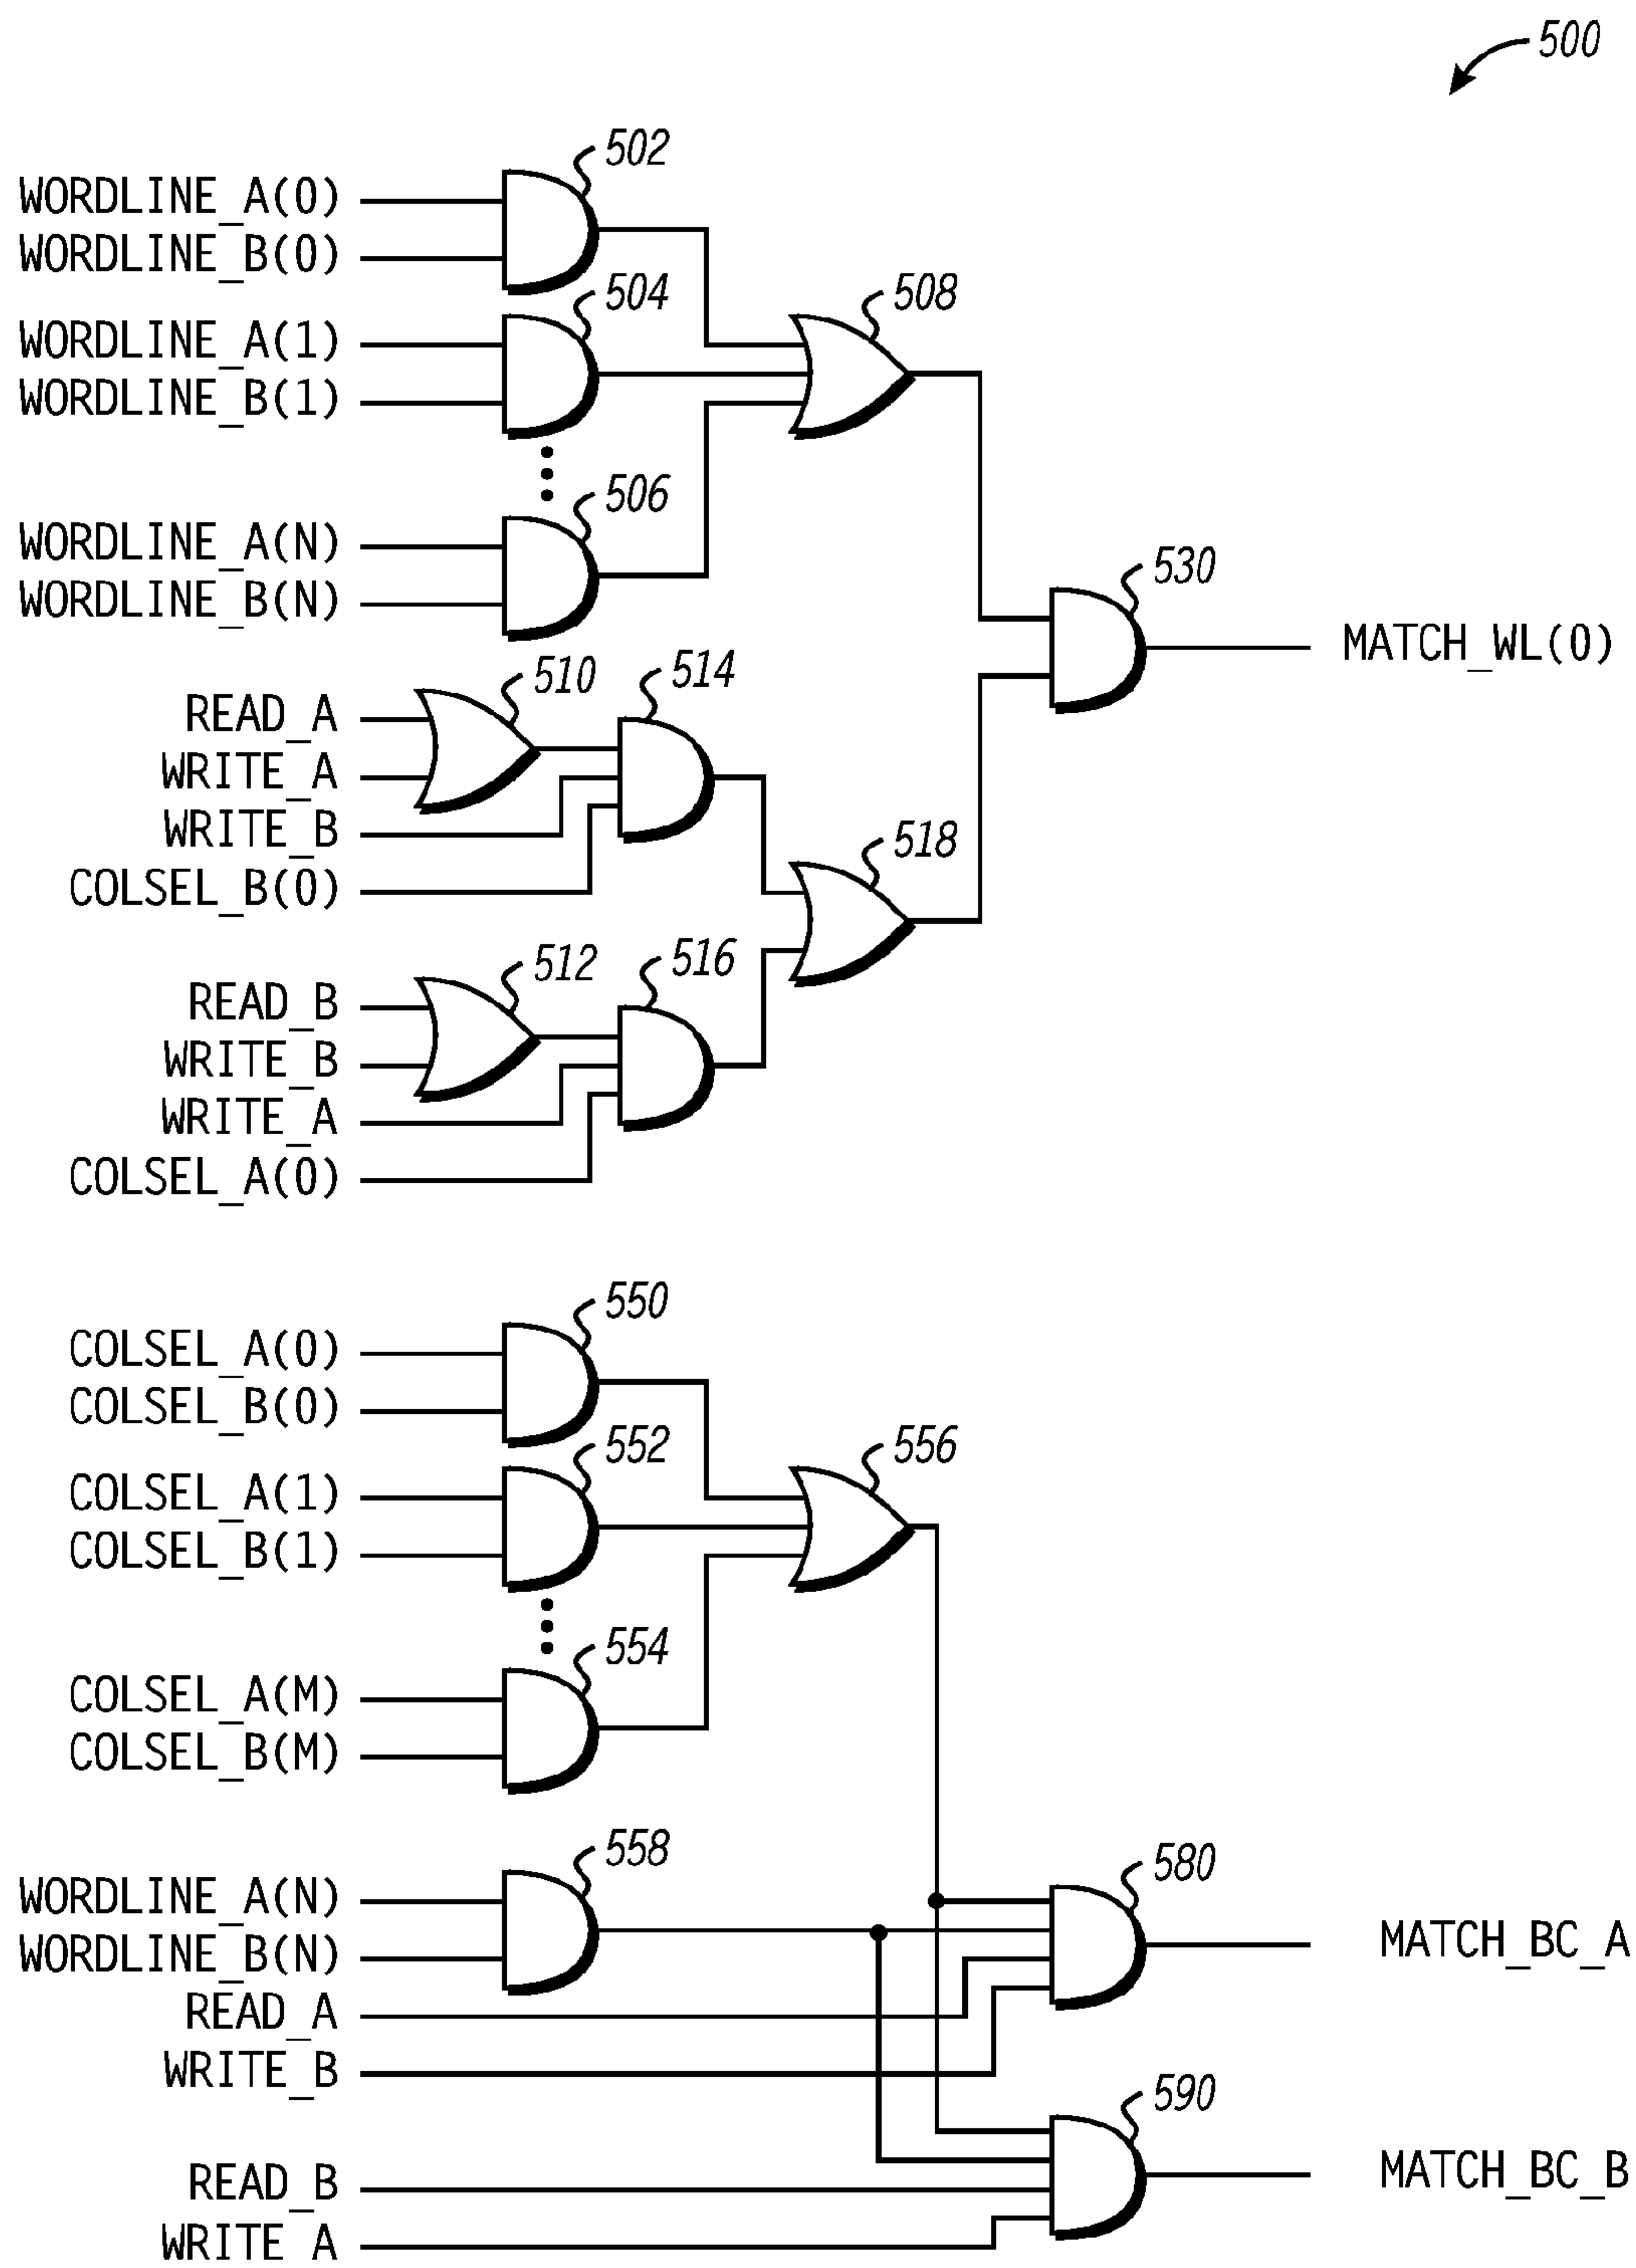 500
502
WORDLINE_A(0)
WORDLINE_B(0)
504
508
WORDLINE_A(1)
WORDLINE_B(1)
506
WORDLINE_A(N)
WORDLINE_B(N)
530
MATCH_WL(0)
510
514
READ_A
WRITE_A
WRITE_B
COLSEL_B(0)
518
512
516
READ_B
WRITE_B
WRITE_A
COLSEL_A(0)
550
COLSEL_A(0)
COLSEL_B(0)
552
556
COLSEL_A(1)
COLSEL_B(1)
554
COLSEL_A(M)
COLSEL_B(M)
558
580
WORDLINE_A(N)
WORDLINE_B(N)
MATCH_BC_A
READ_A
WRITE_B
590
READ_B
MATCH_BC_B
WRITE_A